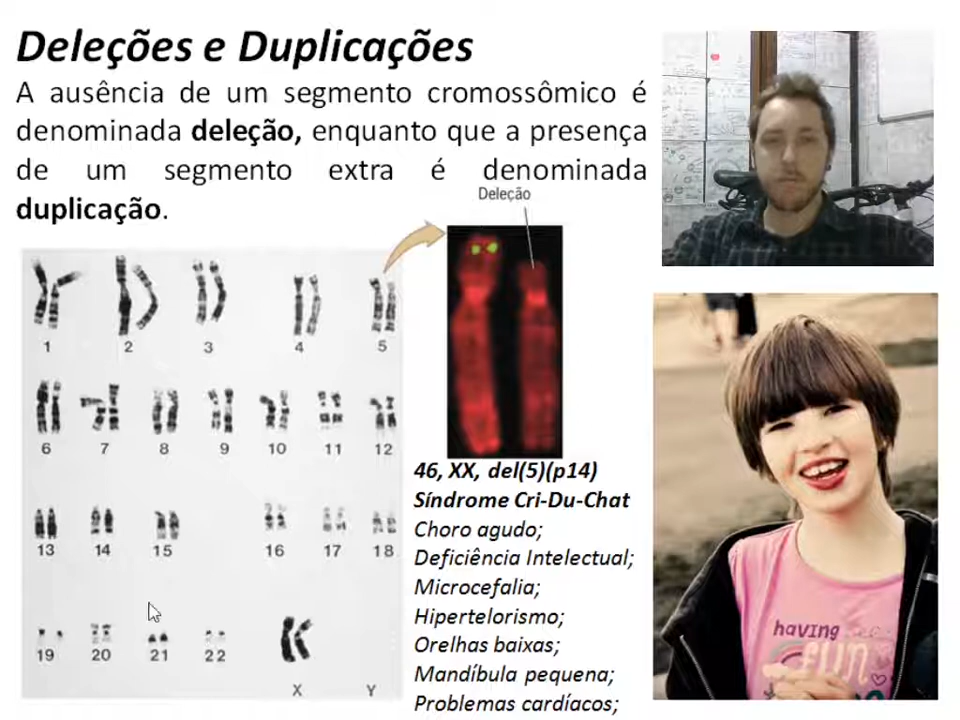 Deleções e Duplicações
A ausência de um segmento cromossômico é
denominada deleção, enquanto que a presença
de um segmento extra é denominada
duplicação.
Deleção
1 2 3 4 5
6 7 8 9 10 11 12
13 14 15 16 17 18
19 20 21 22
X Y
46, XX, del(5)(p14)
Síndrome Cri-Du-Chat
Choro agudo;
Deficiência Intelectual;
Microcefalia;
Hipertelorismo;
Orelhas baixas;
Mandíbula pequena;
Problemas cardíacos;
having
FUN